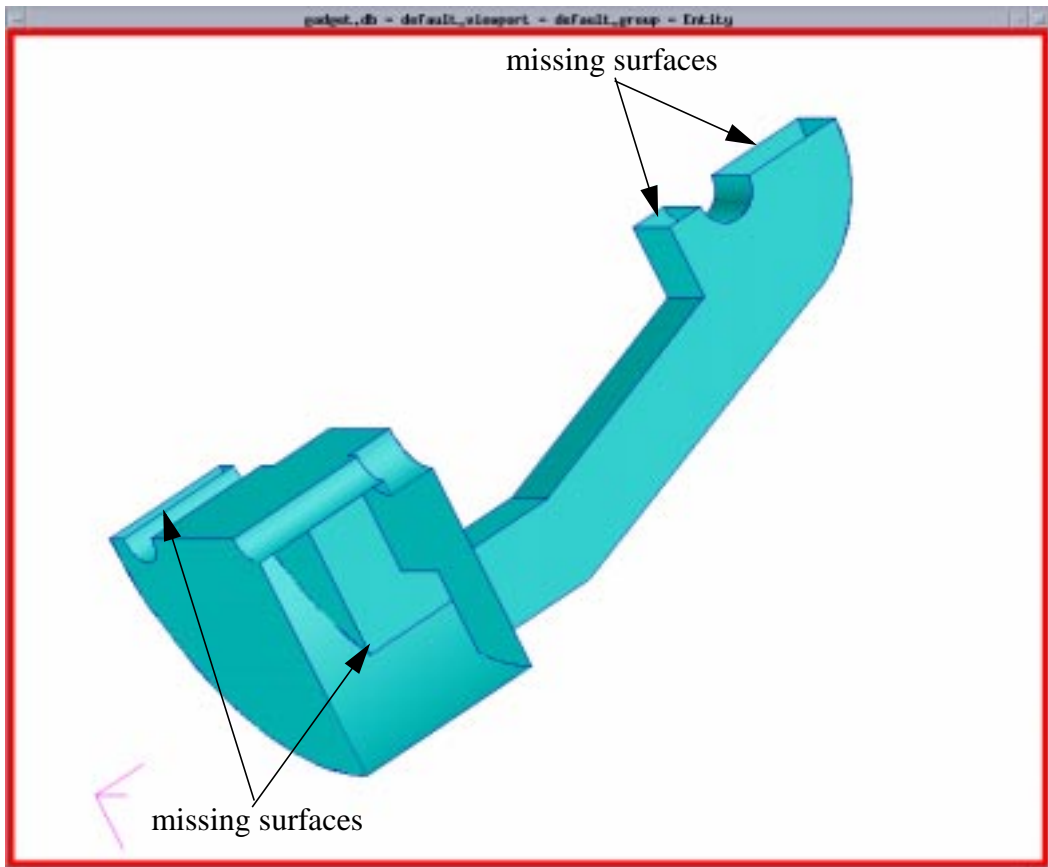 gadget.db - default_viewport - default_group - Entity
missing surfaces
missing surfaces